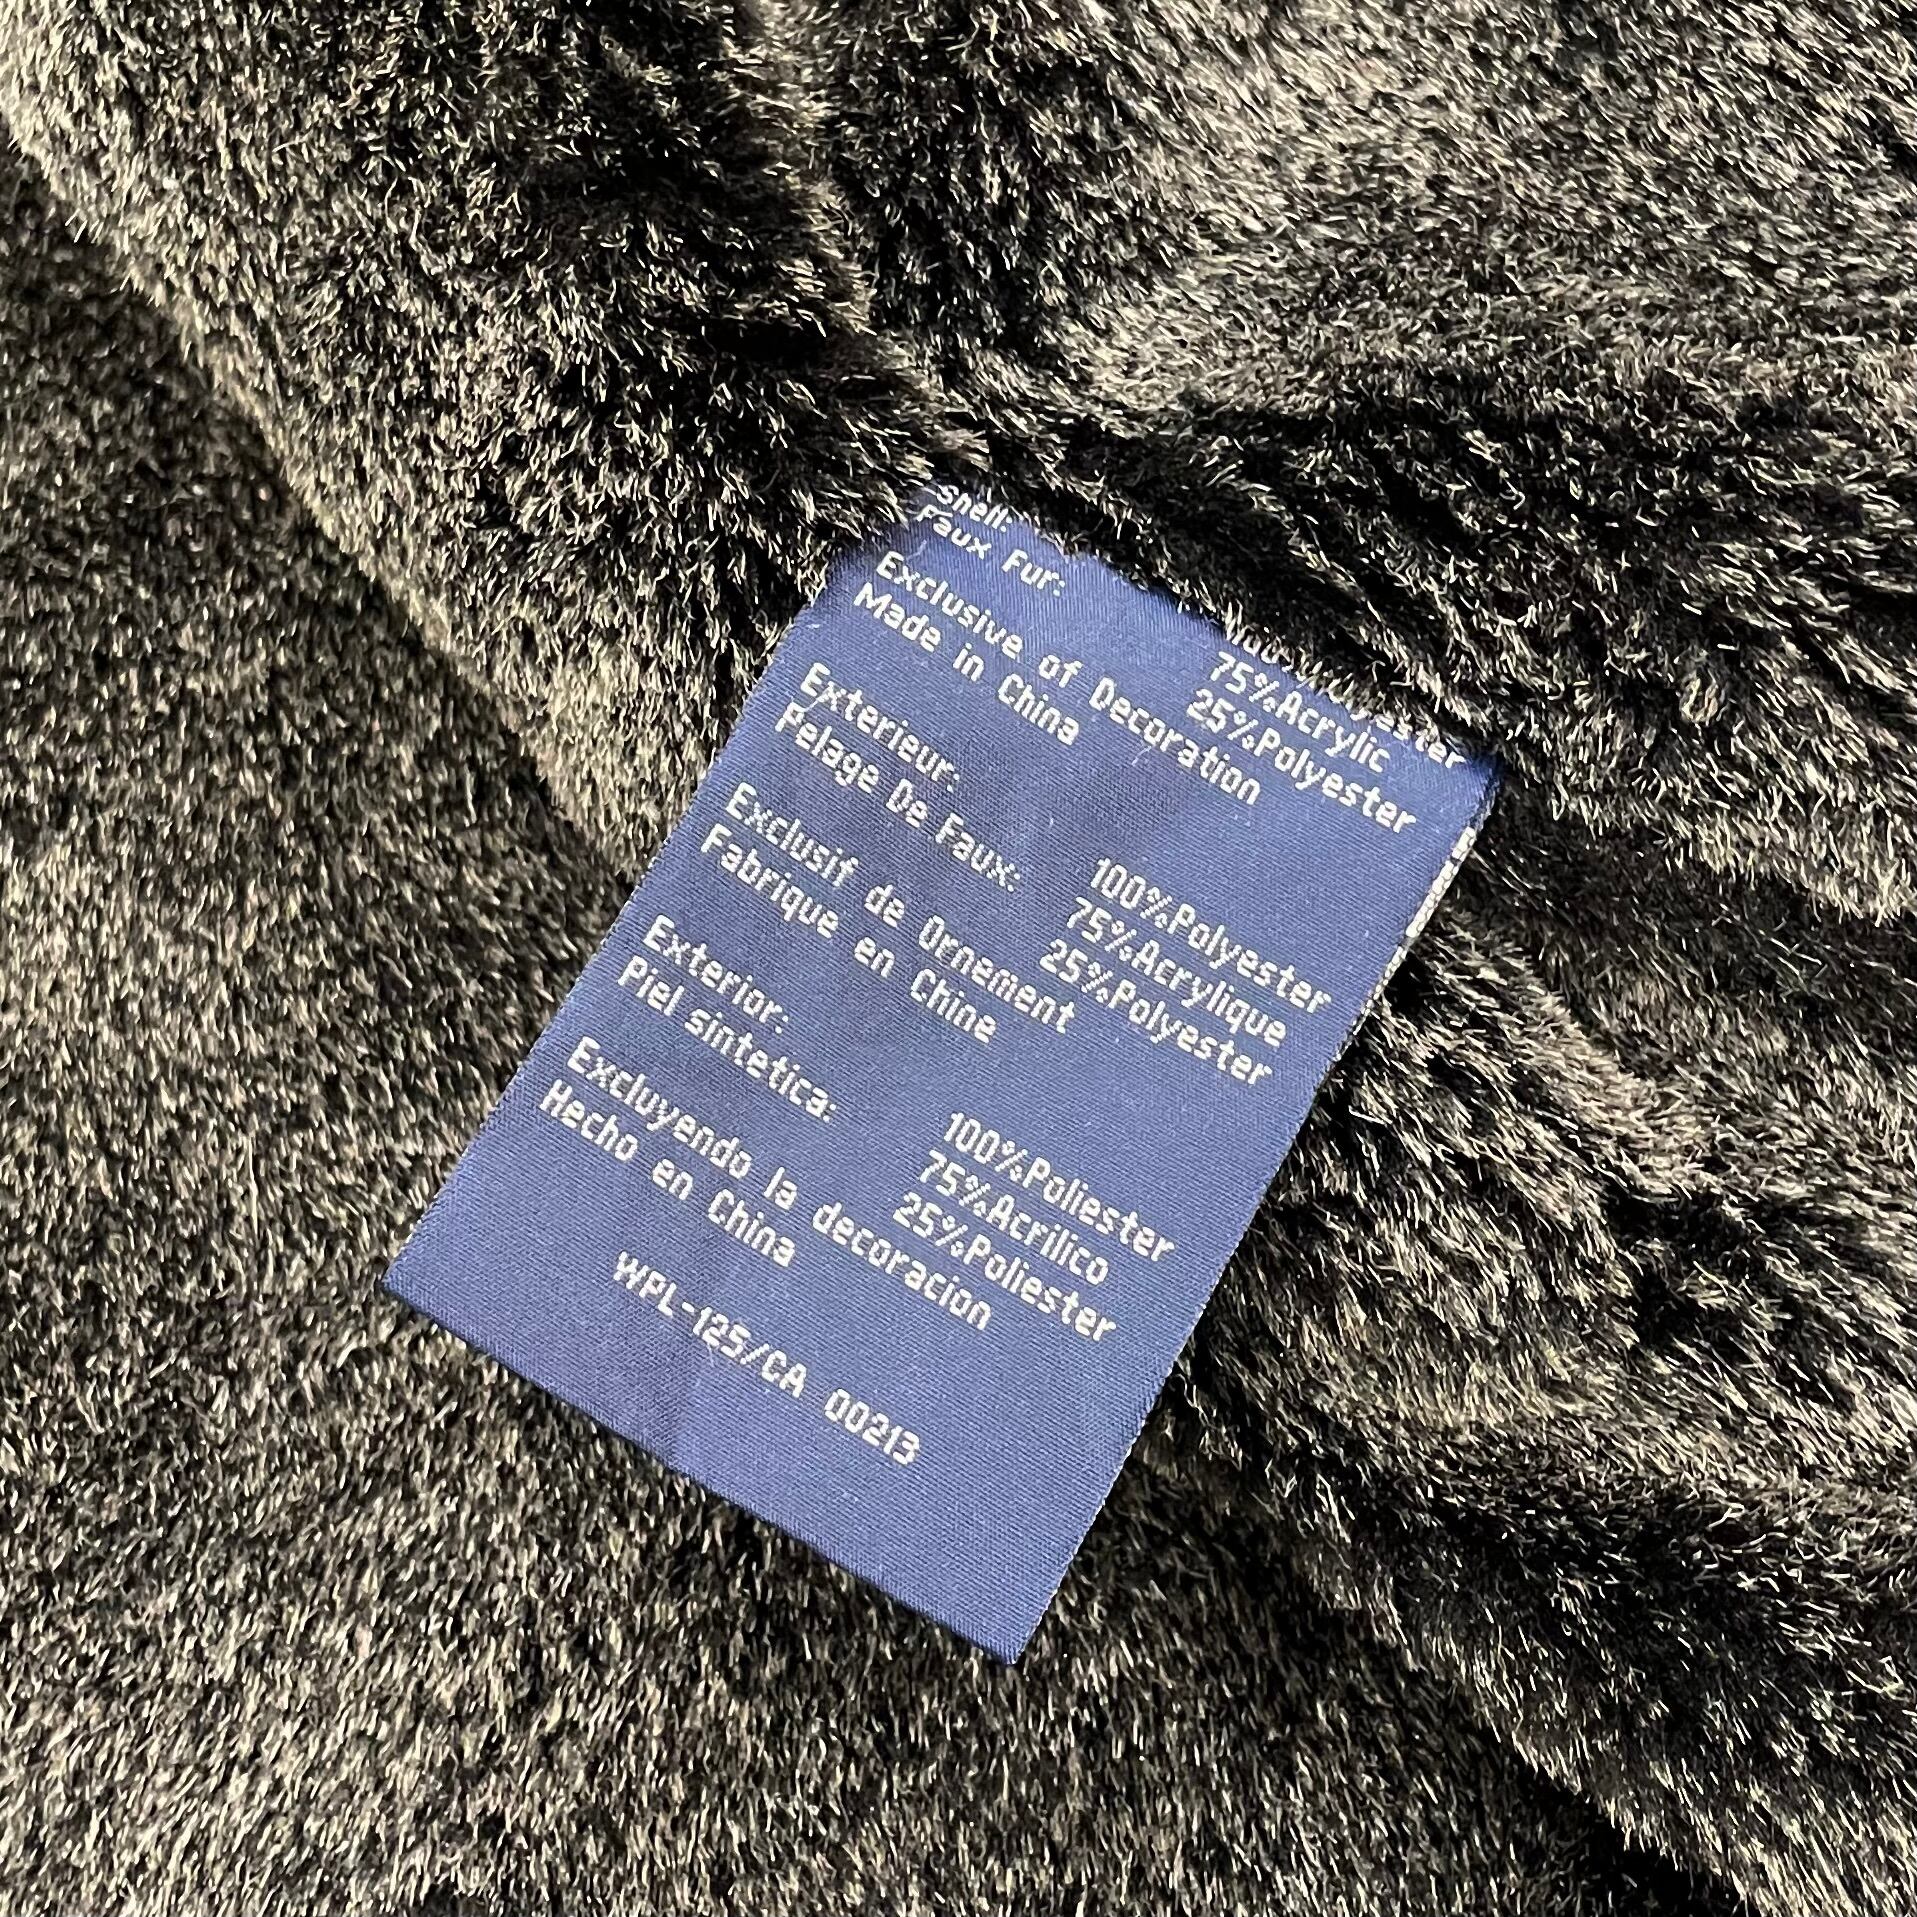 Shell:
Faux Fur: 75%Acrylic
25%Polyester
Exclusive of Decoration
Made in China
Exterieur: 100%Polyester
Pelage De Faux: 75%Acrylique
25%Polyester
Exclusif de Ornement
Fabrique en Chine
Exterior: 100%Poliester
Piel sintetica: 75%Acrilico
25%Poliester
Excluyendo la decoracion
Hecho en China
WPL-125/CA 00213